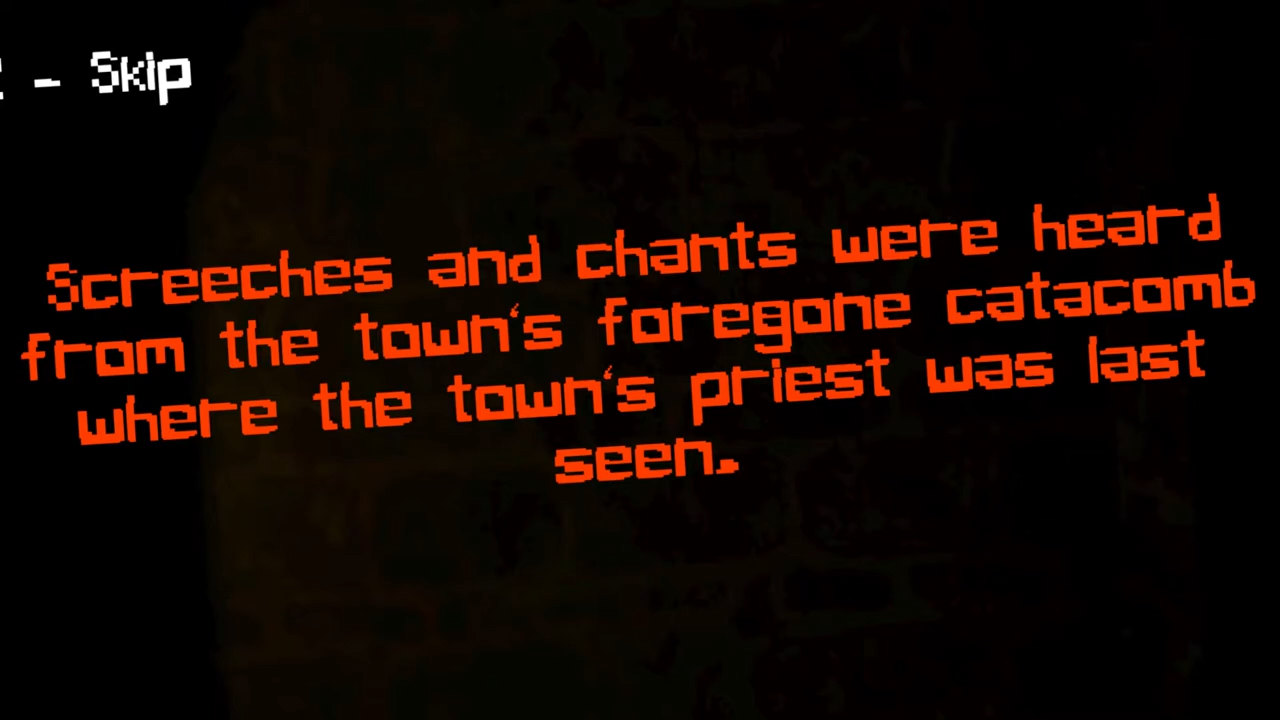 - Skip
Screeches and chants were heard
from the town's foregone catacomb
where the town's priest was last
seen.